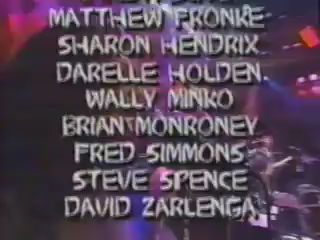 MATTHEW FRONKE
SHARON HENDRIX
DARELLE HOLDEN
WALLY MINKO
BRIAN MONRONEY
FRED SIMMONS
STEVE SPENCE
DAVID ZARLENGA